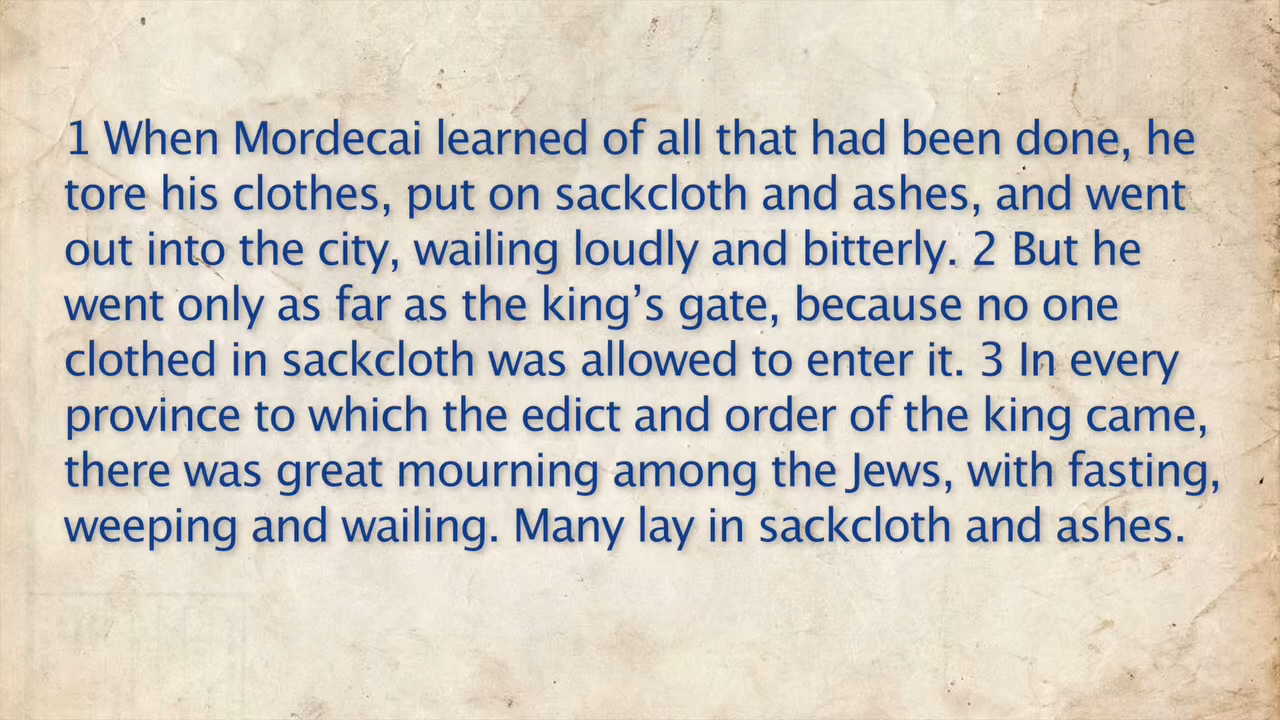 1 When Mordecai learned of all that had been done, he
tore his clothes, put on sackcloth and ashes, and went
out into the city, wailing loudly and bitterly. 2 But he
went only as far as the king’s gate, because no one
clothed in sackcloth was allowed to enter it. 3 In every
province to which the edict and order of the king came,
there was great mourning among the Jews, with fasting,
weeping and wailing. Many lay in sackcloth and ashes.